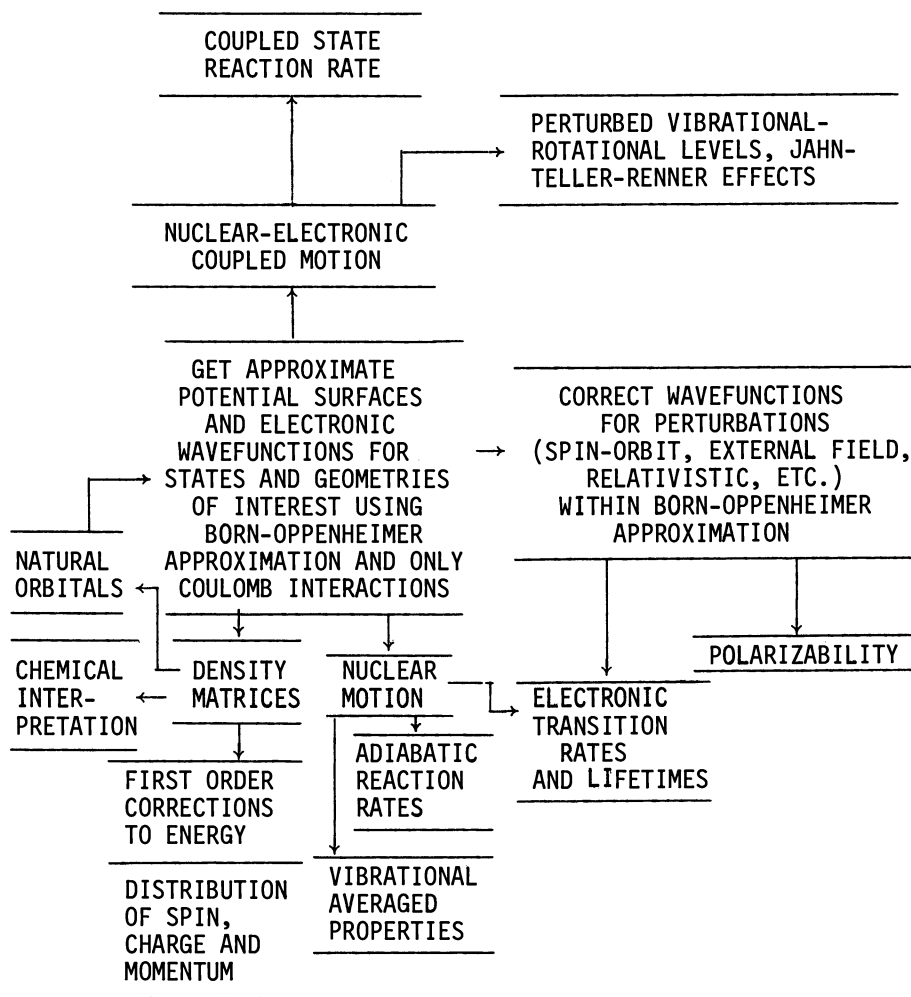 COUPLED STATE
REACTION RATE
PERTURBED VIBRATIONAL-
ROTATIONAL LEVELS, JAHN-
TELLER-RENNER EFFECTS
NUCLEAR-ELECTRONIC
COUPLED MOTION
GET APPROXIMATE
POTENTIAL SURFACES
AND ELECTRONIC
WAVEFUNCTIONS FOR
STATES AND GEOMETRIES
OF INTEREST USING
BORN-OPPENHEIMER
APPROXIMATION AND ONLY
COULOMB INTERACTIONS
CORRECT WAVEFUNCTIONS
FOR PERTURBATIONS
(SPIN-ORBIT, EXTERNAL FIELD,
RELATIVISTIC, ETC.)
WITHIN BORN-OPPENHEIMER
APPROXIMATION
NATURAL
ORBITALS
CHEMICAL
INTER-
PRETATION
DENSITY
MATRICES
NUCLEAR
MOTION
POLARIZABILITY
ELECTRONIC
TRANSITION
RATES
AND LIFETIMES
ADIABATIC
REACTION
RATES
FIRST ORDER
CORRECTIONS
TO ENERGY
VIBRATIONAL
AVERAGED
PROPERTIES
DISTRIBUTION
OF SPIN,
CHARGE AND
MOMENTUM